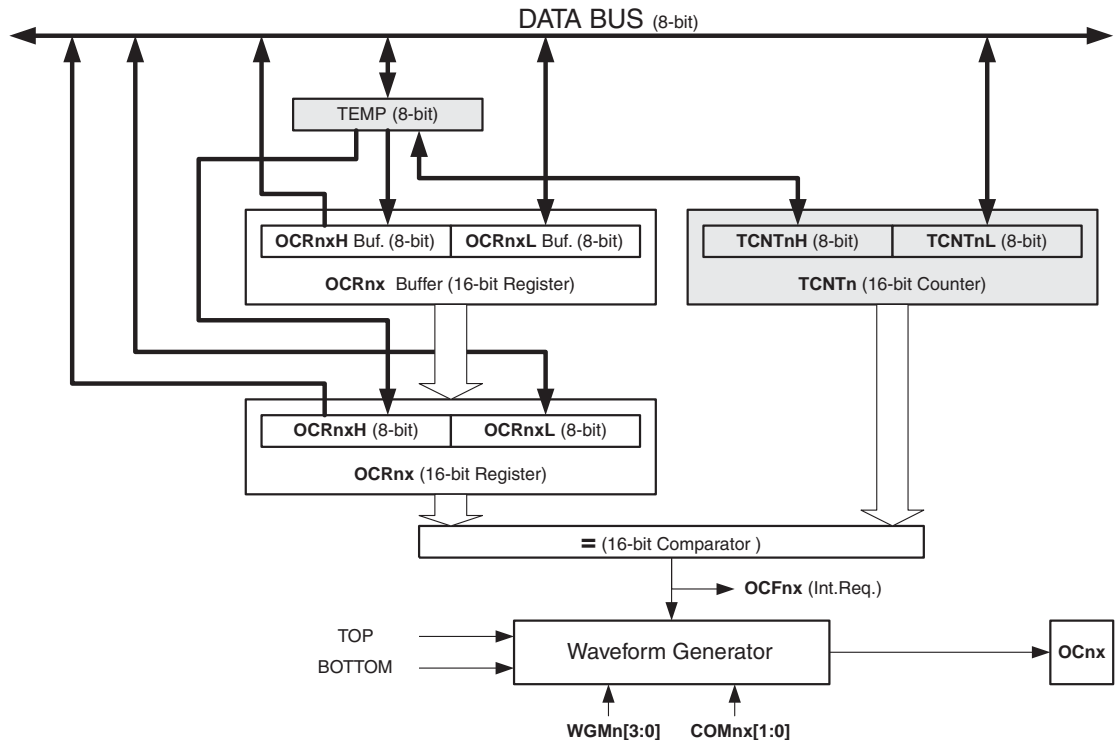 DATA BUS (8-bit)
TEMP (8-bit)
OCRnxH Buf. (8-bit) OCRnxL Buf. (8-bit)
OCRnx Buffer (16-bit Register)
TCNTnH (8-bit) TCNTnL (8-bit)
TCNTn (16-bit Counter)
OCRnxH (8-bit) OCRnxL (8-bit)
OCRnx (16-bit Register)
= (16-bit Comparator )
OCFnx (Int.Req.)
TOP
BOTTOM
Waveform Generator
OCnx
WGMn[3:0] COMnx[1:0]